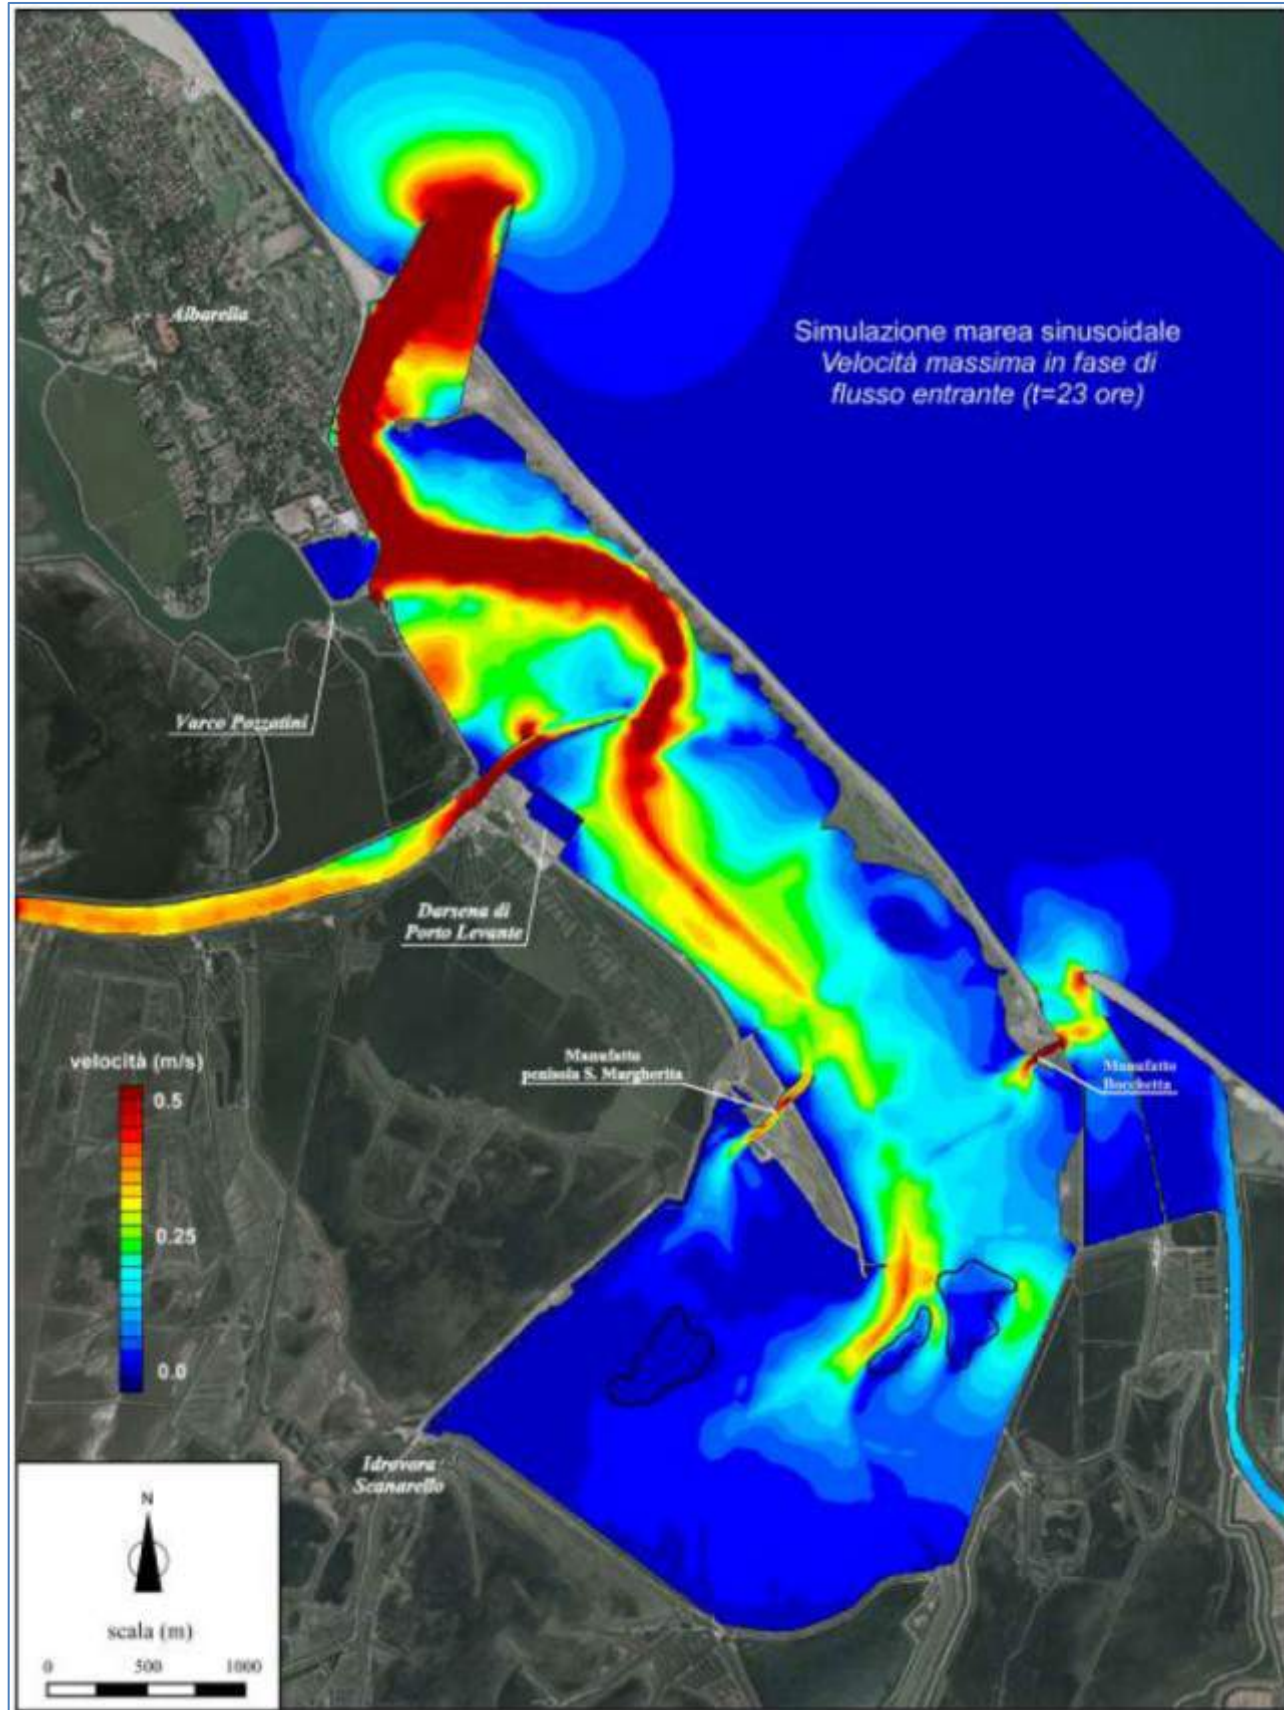 Albarella
Simulazione marea sinusoidale
Velocità massima in fase di
flusso entrante (t=23 ore)
Varco Pozzatini
Darsena di
Porto Levante
velocità (m/s)
0.5
0.25
0.0
Manufatto
penisola S. Margherita
Manufatto
Bocchetta
Idrovora
Scanarello
N
scala (m)
0 500 1000